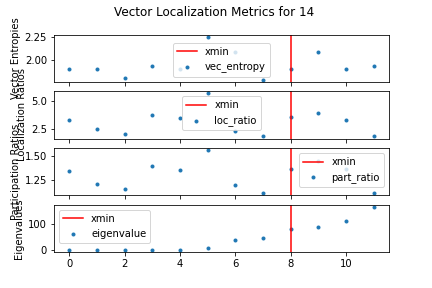 Vector Localization Metrics for 14
Vector Entropies
2.25
2.00
xmin
vec_entropy
Localization Ratios
5.0
2.5
xmin
loc_ratio
Participation Ratios
1.50
1.25
xmin
part_ratio
Eigenvalues
100
0
xmin
eigenvalue
0 2 4 6 8 10